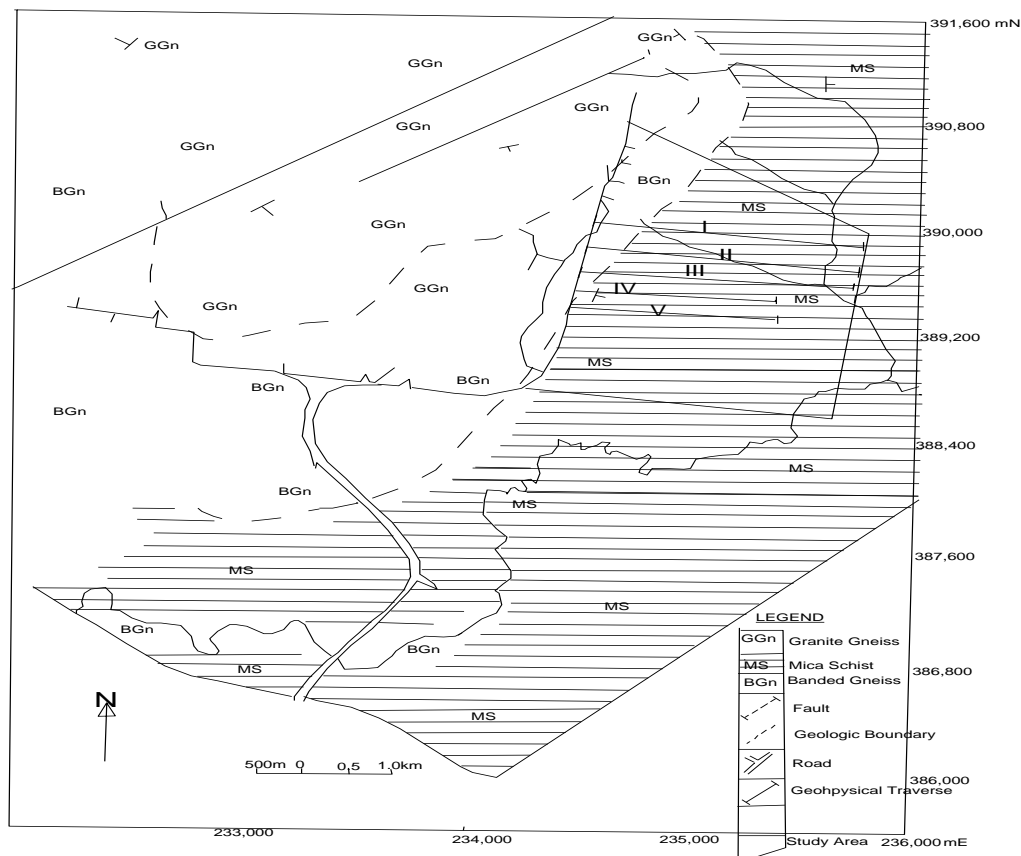 391,600 mN
GGn
GGn
GGn
MS
GGn
GGn
390,800
GGn
BGn
BGn
MS
GGn
I
390,000
II
III
GGn
IV
MS
GGn
V
389,200
MS
BGn
BGn
BGn
388,400
MS
BGn
MS
387,600
MS
MS
LEGEND
BGn
GGn Granite Gneiss
BGn
MS Mica Schist
MS
386,800
BGn Banded Gneiss
N
Fault
MS
Geologic Boundary
Road
500m 0 0,5 1.0km
386,000
Geohpysical Traverse
233,000
234,000
235,000
Study Area
236,000 mE